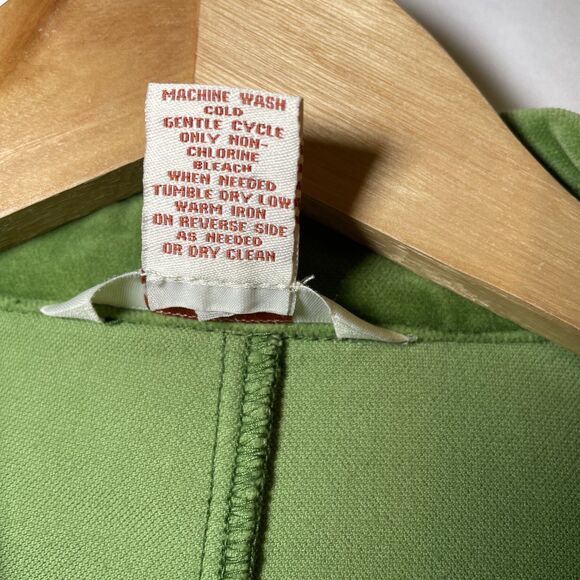 MACHINE WASH
COLD
GENTLE CYCLE
ONLY NON-
CHLORINE
BLEACH
WHEN NEEDED
TUMBLE DRY LOW
WARM IRON
ON REVERSE SIDE
AS NEEDED
OR DRY CLEAN